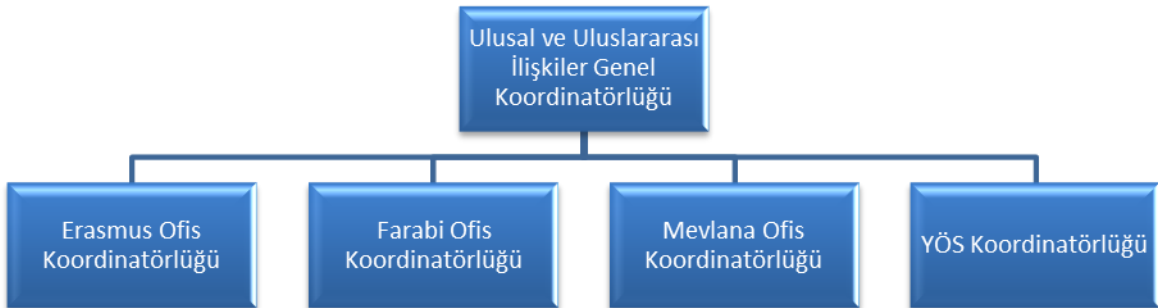 Ulusal ve Uluslararası
İlişkiler Genel
Koordinatörlüğü
Erasmus Ofis
Koordinatörlüğü
Farabi Ofis
Koordinatörlüğü
Mevlana Ofis
Koordinatörlüğü
YÖS Koordinatörlüğü